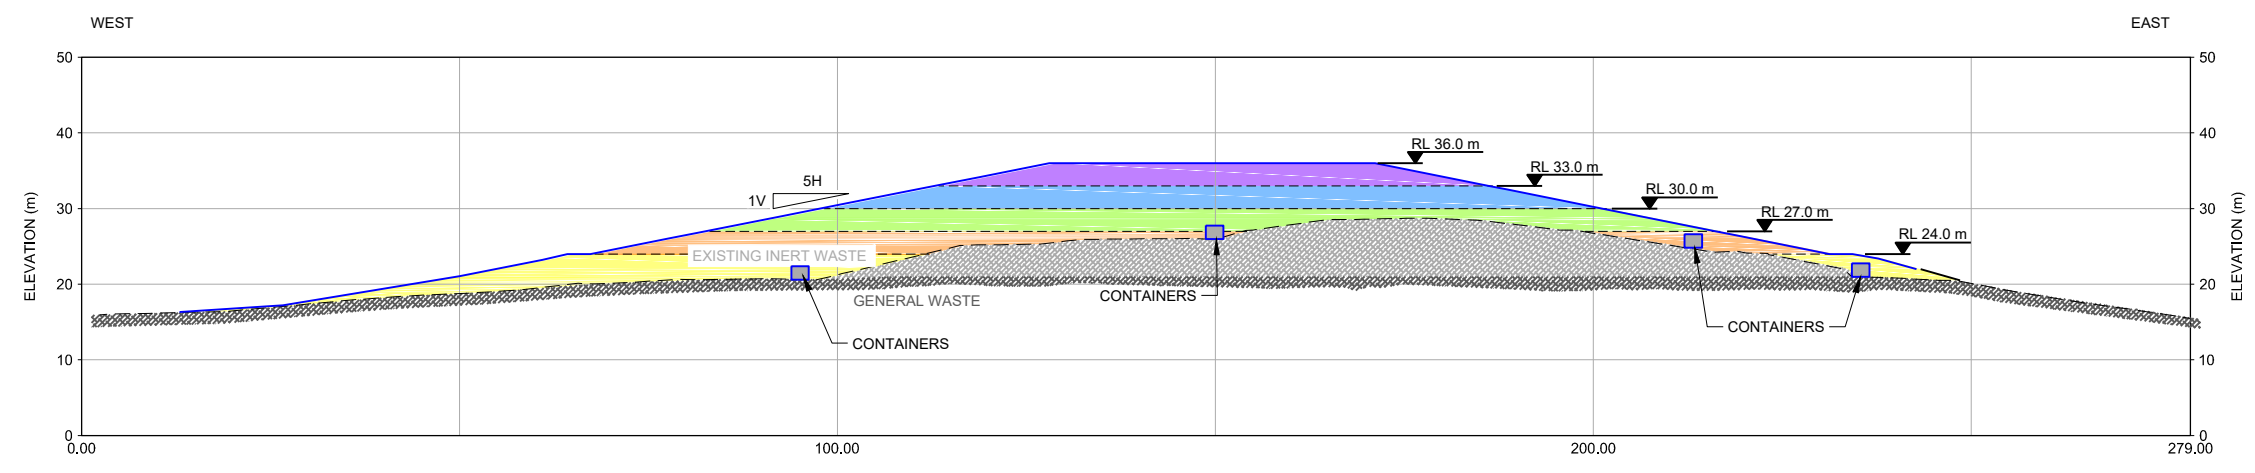 WEST
EAST
50
50
40
40
RL 36.0 m
RL 33.0 m
5H
1V
RL 30.0 m
30
30
RL 27.0 m
RL 24.0 m
EXISTING INERT WASTE
ELEVATION (m)
ELEVATION (m)
20
20
GENERAL WASTE
CONTAINERS
CONTAINERS
CONTAINERS
10
10
0
0
0.00
100.00
200.00
279.00